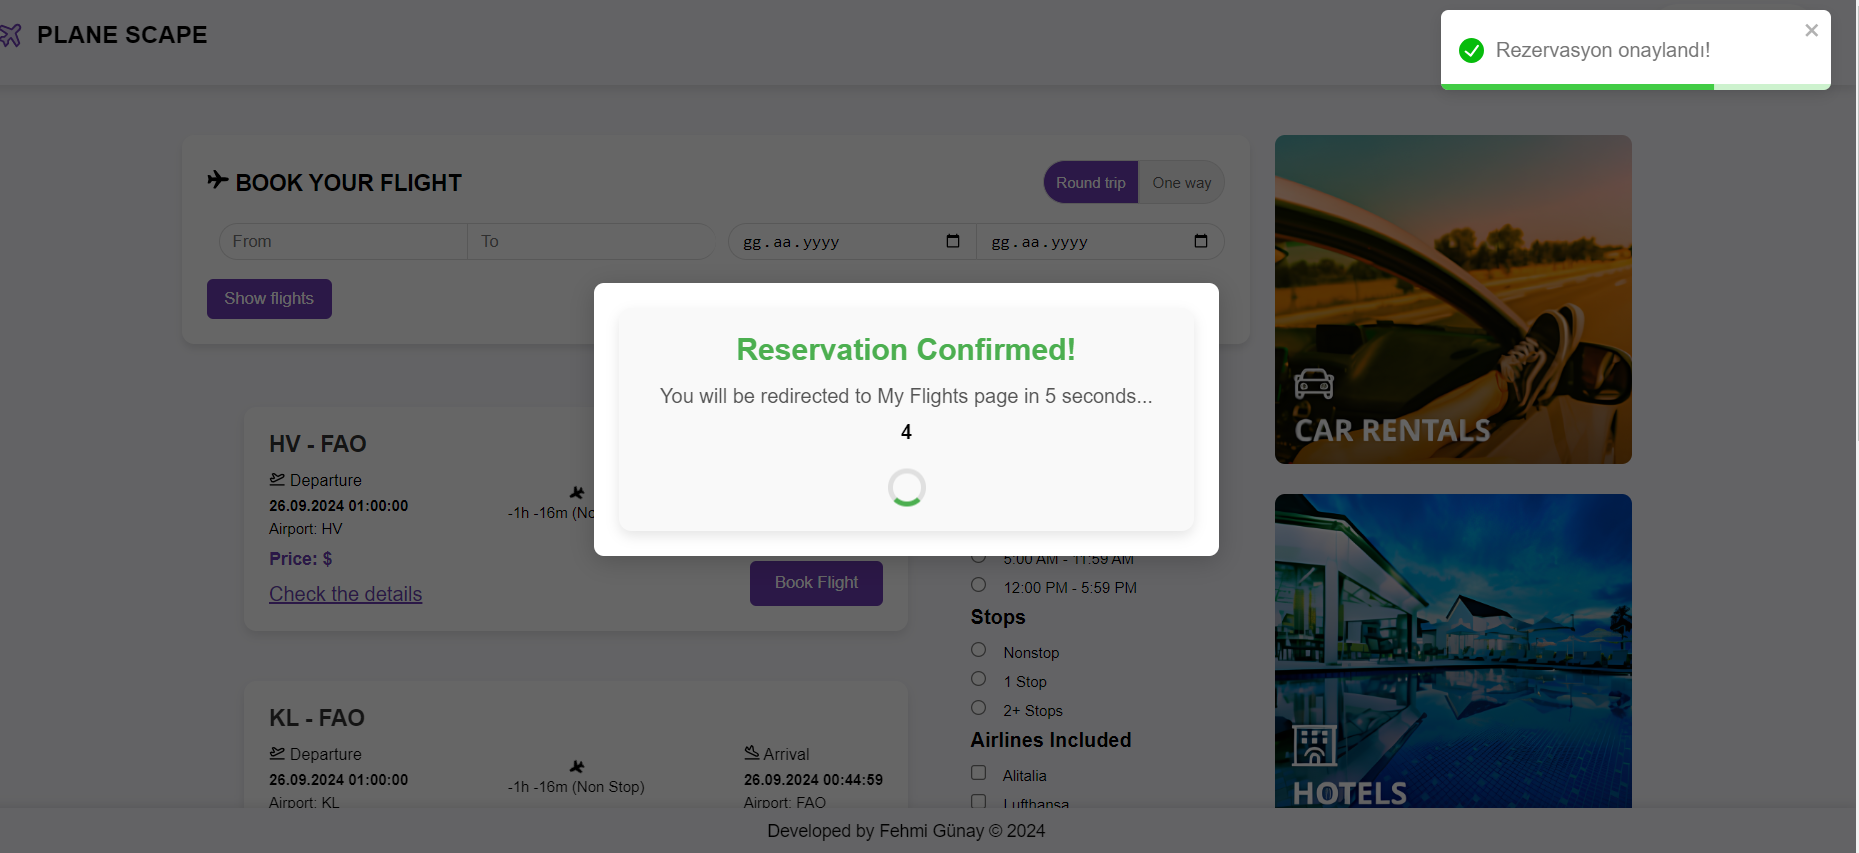 PLANE SCAPE
Rezervasyon onaylandı!
BOOK YOUR FLIGHT
Round trip
One way
From
To
gg.aa.yyyy
gg.aa.yyyy
Show flights
Reservation Confirmed!
You will be redirected to My Flights page in 5 seconds...
4
CAR RENTALS
HV - FAO
Departure
26.09.2024 01:00:00
Airport: HV
-1h -16m (No
Price: $
Check the details
Book Flight
5:00 AM - 11:59 AM
12:00 PM - 5:59 PM
Stops
Nonstop
1 Stop
2+ Stops
Airlines Included
Alitalia
Lufthansa
KL - FAO
Departure
26.09.2024 01:00:00
Airport: KL
-1h -16m (Non Stop)
Arrival
26.09.2024 00:44:59
Airport: FAO
HOTELS
Developed by Fehmi Günay © 2024